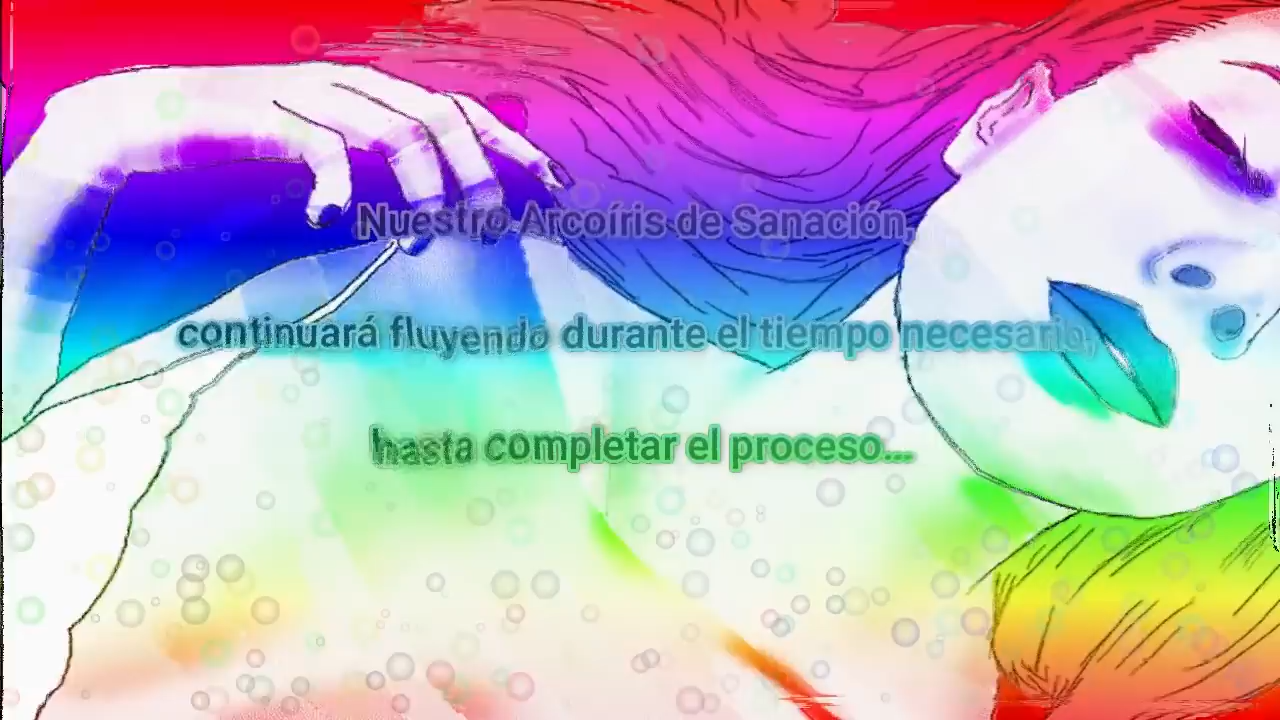 Nuestro Arcoíris de Sanación,
continuará fluyendo durante el tiempo necesario,
hasta completar el proceso...